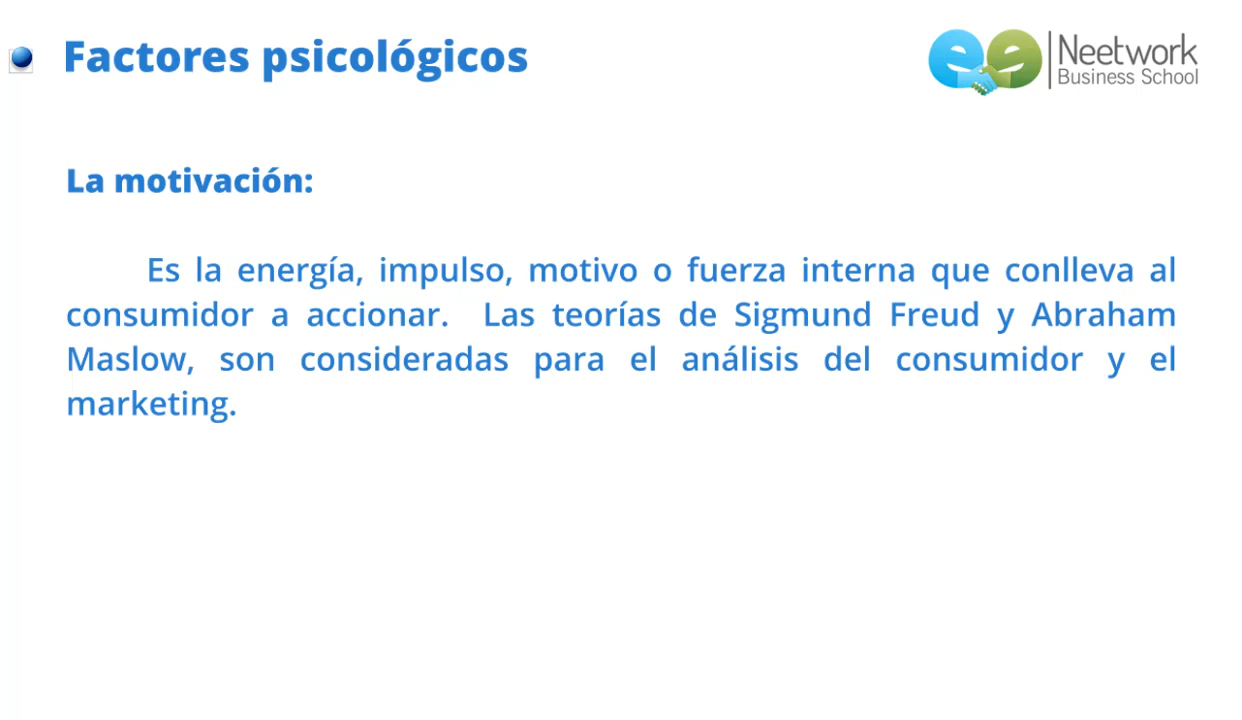 Factores psicológicos
Neetwork
Business School
La motivación:
Es la energía, impulso, motivo o fuerza interna que conlleva al
consumidor a accionar.  Las teorías de Sigmund Freud y Abraham
Maslow, son consideradas para el análisis del consumidor y el
marketing.